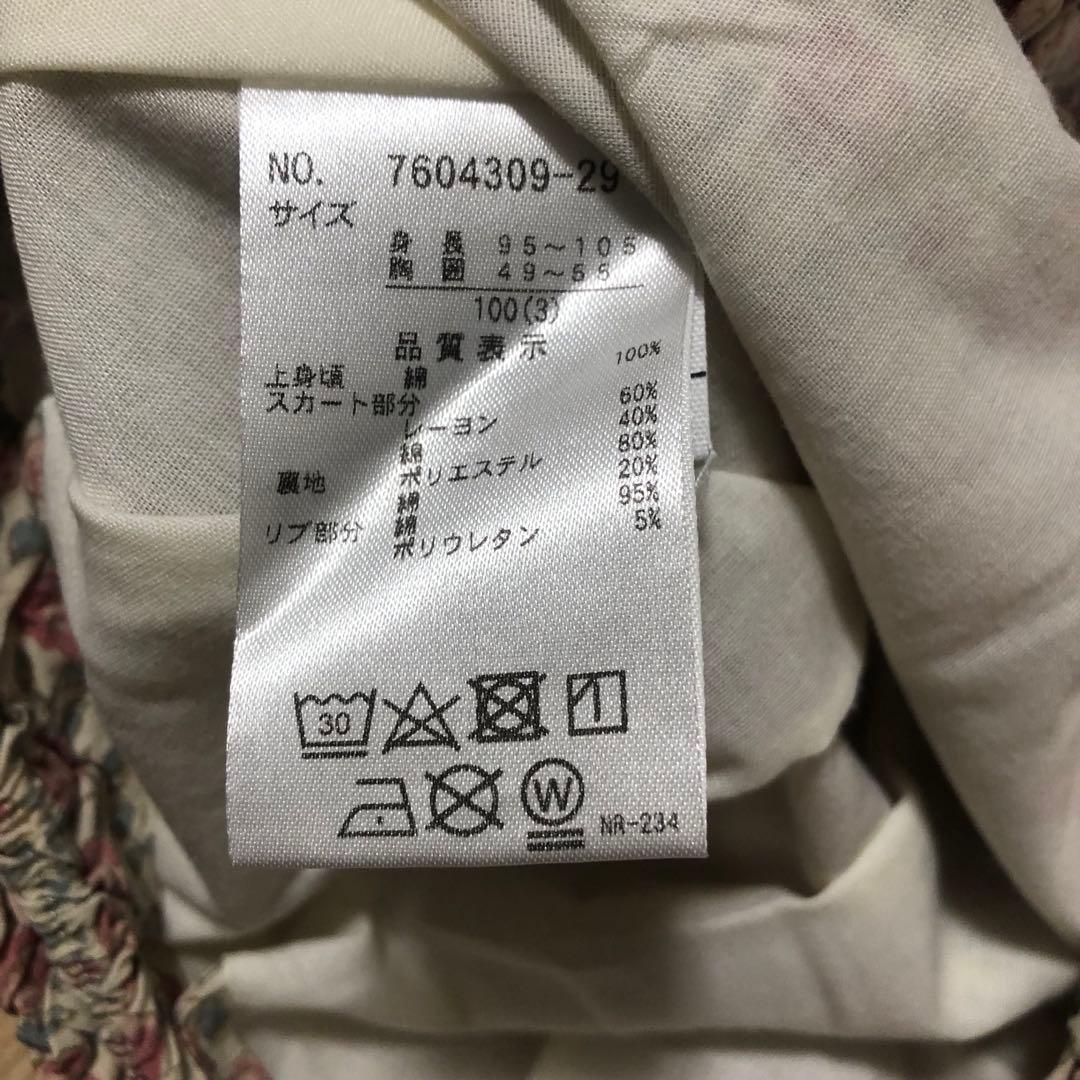 NO. 7604309-29
サイズ
身長 95～105
胸囲 49～55
100(3)
品質表示
上身頃 綿 100%
スカート部分
レーヨン 60%
綿 40%
裏地 ポリエステル 80%
綿 20%
リブ部分 綿 95%
ポリウレタン 5%
30
W
NR-234